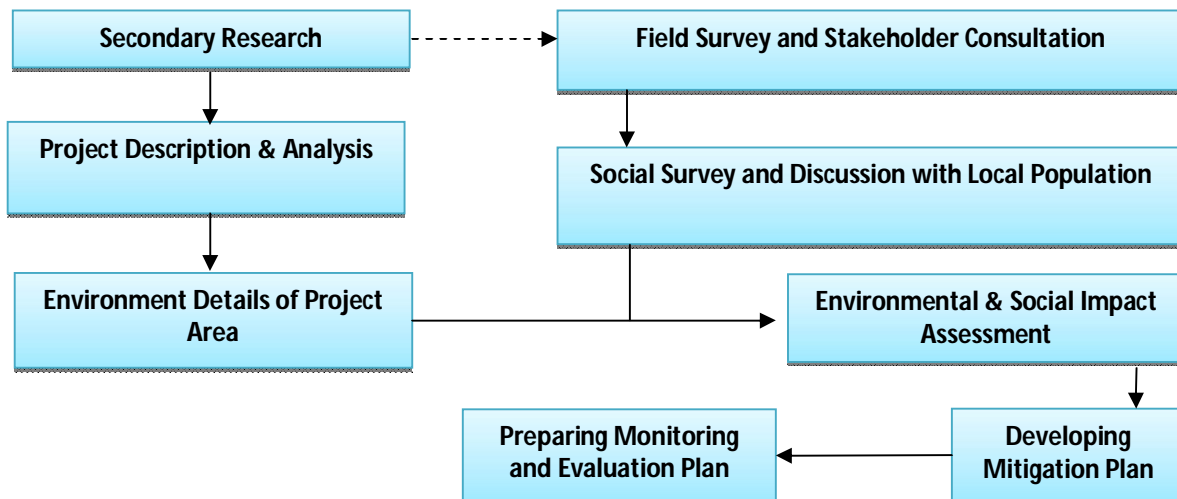 Secondary Research
Field Survey and Stakeholder Consultation
Project Description & Analysis
Social Survey and Discussion with Local Population
Environment Details of Project
Area
Environmental & Social Impact
Assessment
Preparing Monitoring
and Evaluation Plan
Developing
Mitigation Plan